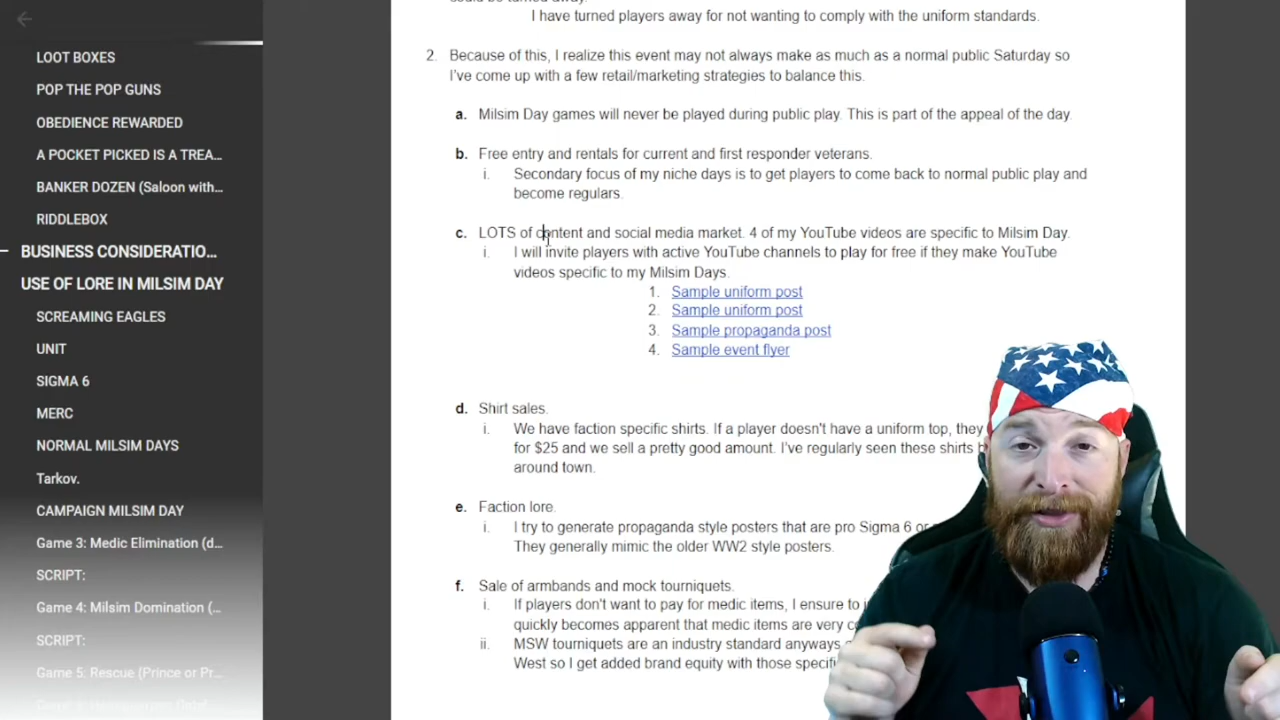 LOOT BOXES
POP THE POP GUNS
OBEDIENCE REWARDED
A POCKET PICKED IS A TREA...
BANKER DOZEN (Saloon with...
RIDDLEBOX
BUSINESS CONSIDERATIO...
USE OF LORE IN MILSIM DAY
SCREAMING EAGLES
UNIT
SIGMA 6
MERC
NORMAL MILSIM DAYS
Tarkov.
CAMPAIGN MILSIM DAY
Game 3: Medic Elimination (d...
SCRIPT:
Game 4: Milsim Domination (...
SCRIPT:
Game 5: Rescue (Prince or Pr...
I have turned players away for not wanting to comply with the uniform standards.
2. Because of this, I realize this event may not always make as much as a normal public Saturday so
I've come up with a few retail/marketing strategies to balance this.
a. Milsim Day games will never be played during public play. This is part of the appeal of the day.
b. Free entry and rentals for current and first responder veterans.
i. Secondary focus of my niche days is to get players to come back to normal public play and
become regulars.
c. LOTS of content and social media market. 4 of my YouTube videos are specific to Milsim Day.
i. I will invite players with active YouTube channels to play for free if they make YouTube
videos specific to my Milsim Days.
1. Sample uniform post
2. Sample uniform post
3. Sample propaganda post
4. Sample event flyer
d. Shirt sales.
i. We have faction specific shirts. If a player doesn't have a uniform top, they
for $25 and we sell a pretty good amount. I've regularly seen these shirts
around town.
e. Faction lore.
i. I try to generate propaganda style posters that are pro Sigma 6 or
They generally mimic the older WW2 style posters.
f. Sale of armbands and mock tourniquets.
i. If players don't want to pay for medic items, I ensure to
quickly becomes apparent that medic items are very
ii. MSW tourniquets are an industry standard anyways
West so I get added brand equity with those